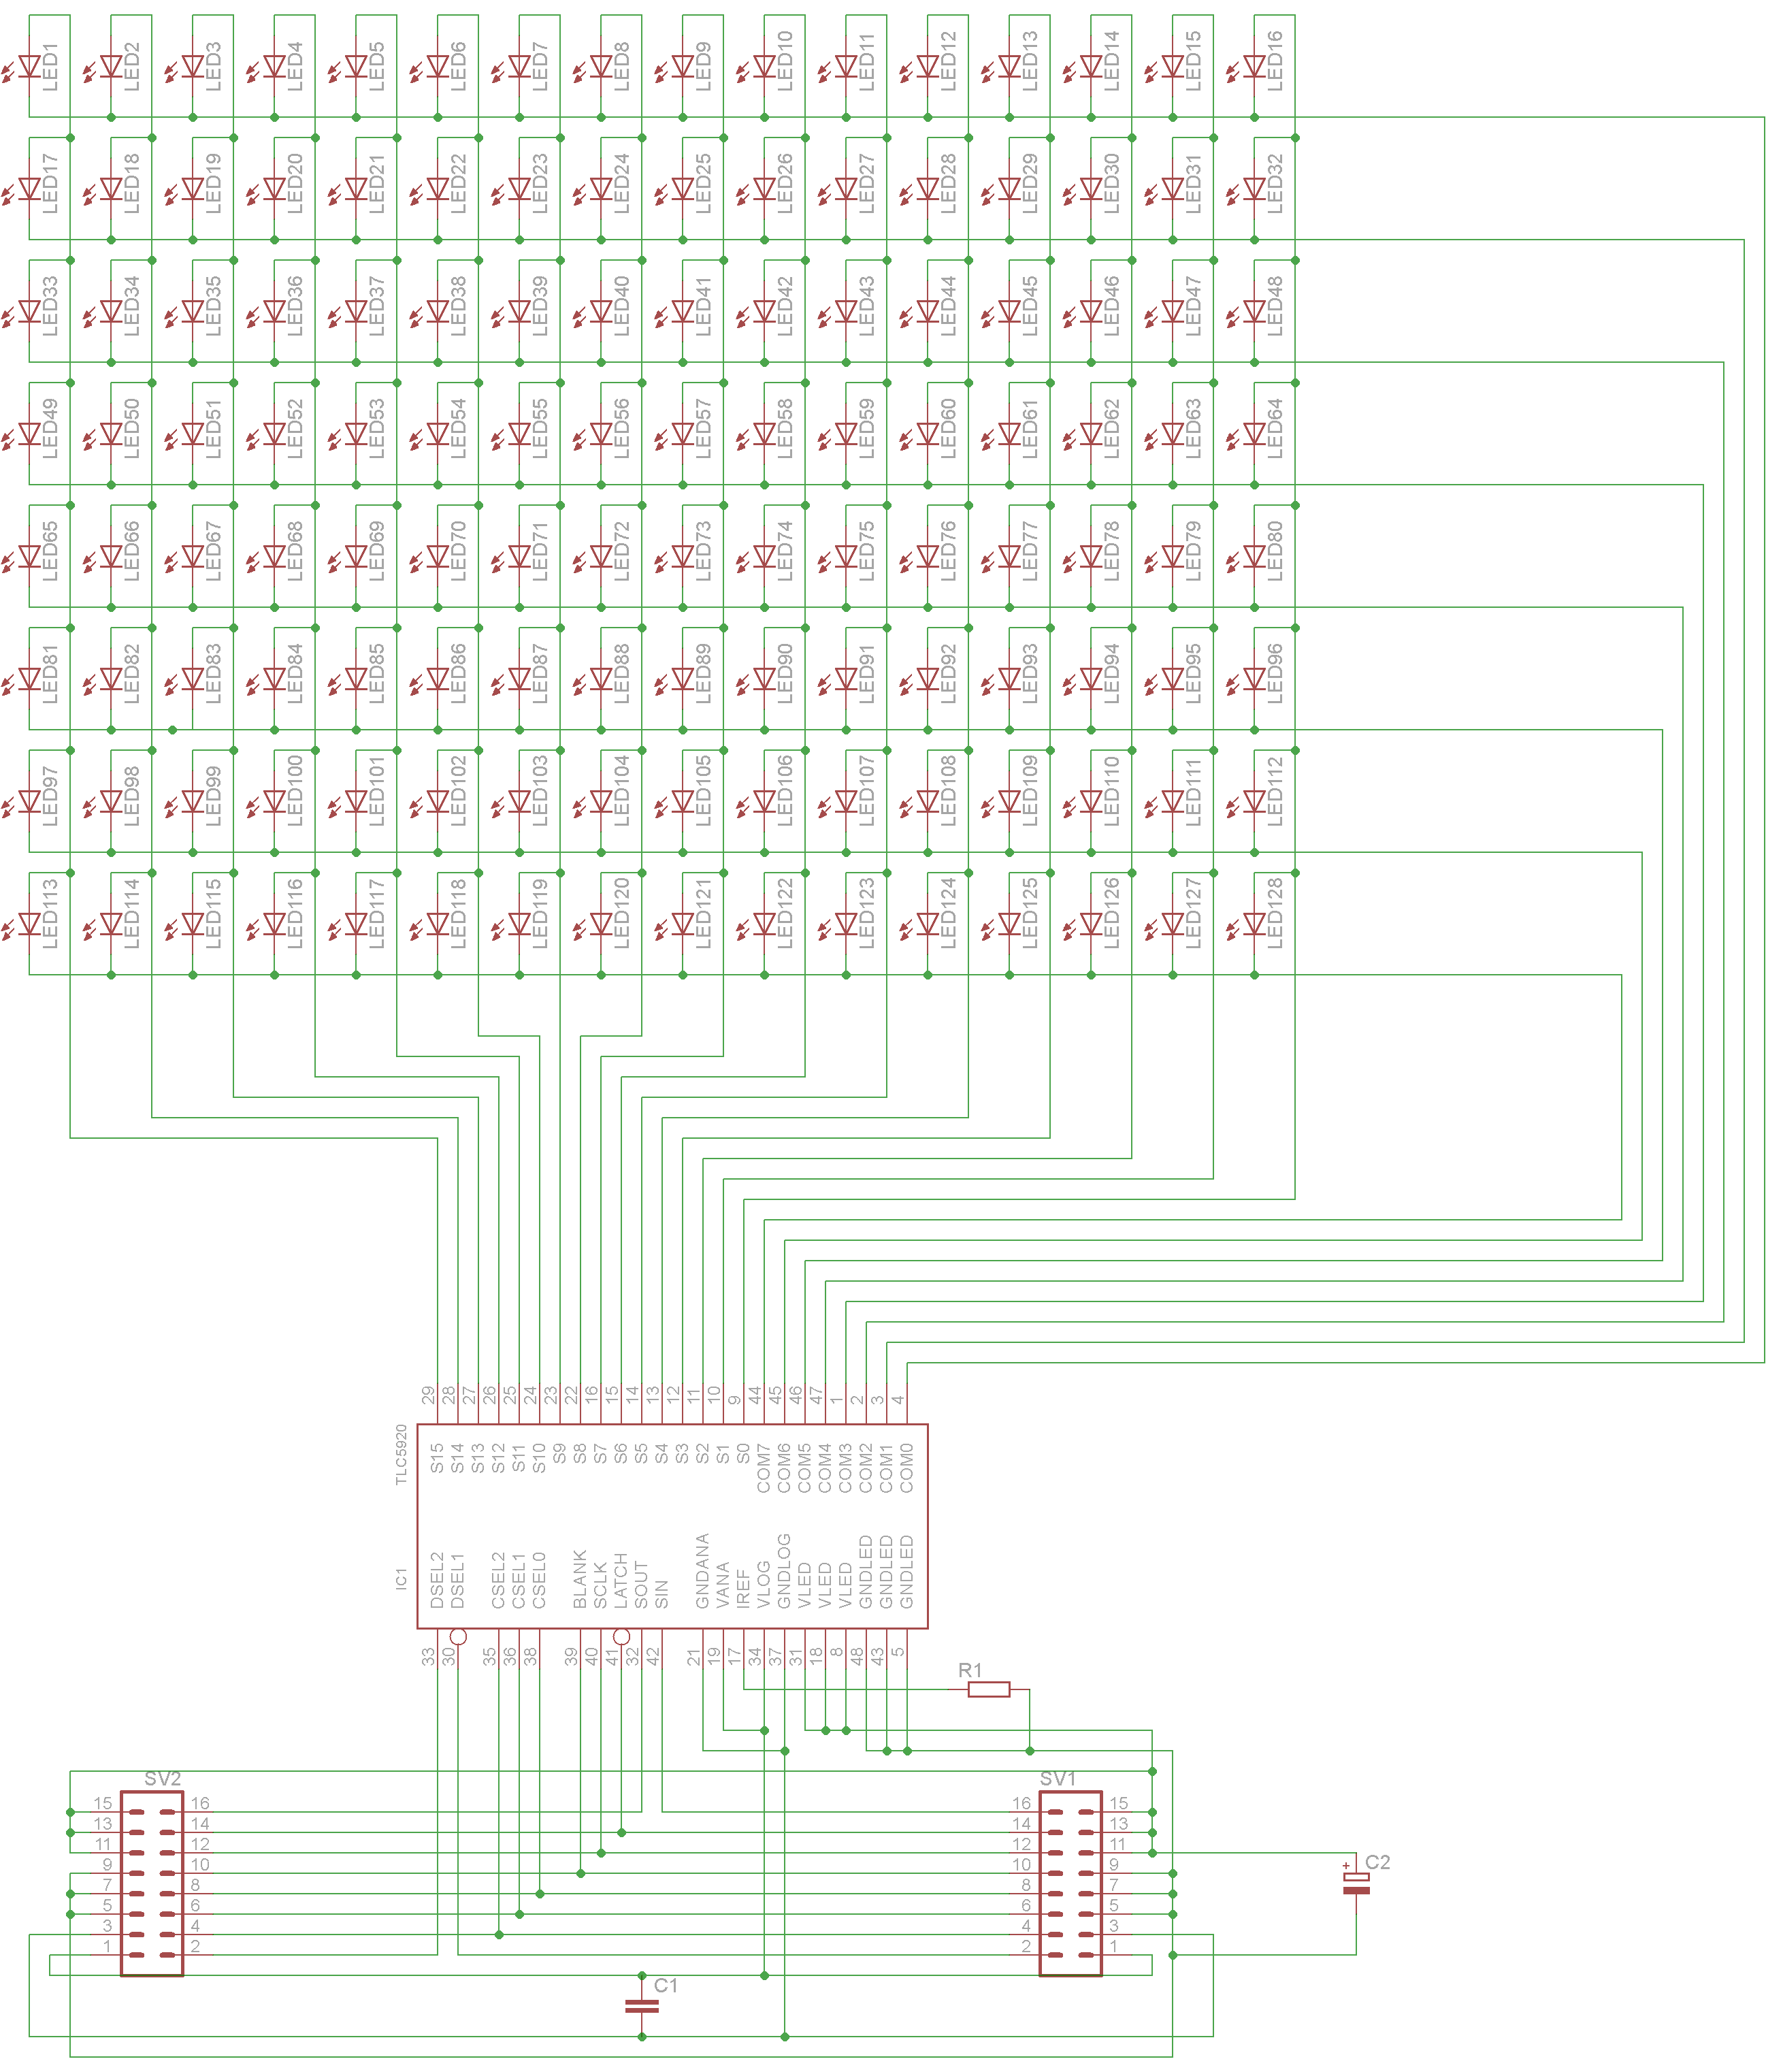 LED1 LED2 LED3 LED4 LED5 LED6 LED7 LED8 LED9 LED10 LED11 LED12 LED13 LED14 LED15 LED16
LED17 LED18 LED19 LED20 LED21 LED22 LED23 LED24 LED25 LED26 LED27 LED28 LED29 LED30 LED31 LED32
LED33 LED34 LED35 LED36 LED37 LED38 LED39 LED40 LED41 LED42 LED43 LED44 LED45 LED46 LED47 LED48
LED49 LED50 LED51 LED52 LED53 LED54 LED55 LED56 LED57 LED58 LED59 LED60 LED61 LED62 LED63 LED64
LED65 LED66 LED67 LED68 LED69 LED70 LED71 LED72 LED73 LED74 LED75 LED76 LED77 LED78 LED79 LED80
LED81 LED82 LED83 LED84 LED85 LED86 LED87 LED88 LED89 LED90 LED91 LED92 LED93 LED94 LED95 LED96
LED97 LED98 LED99 LED100 LED101 LED102 LED103 LED104 LED105 LED106 LED107 LED108 LED109 LED110 LED111 LED112
LED113 LED114 LED115 LED116 LED117 LED118 LED119 LED120 LED121 LED122 LED123 LED124 LED125 LED126 LED127 LED128
29 28 27 26 25 24 23 22 16 15 14 13 12 11 10 9 44 45 46 47 1 2 3 4
TLC5920
S15 S14 S13 S12 S11 S10 S9 S8 S7 S6 S5 S4 S3 S2 S1 S0 COM7 COM6 COM5 COM4 COM3 COM2 COM1 COM0
IC1
DSEL2 DSEL1 CSEL2 CSEL1 CSEL0 BLANK SCLK LATCH SOUT SIN GNDANA VANA IREF VLOG GNDLOG VLED VLED VLED GNDLED GNDLED GNDLED
33 30 35 36 38 39 40 41 32 42 21 19 17 34 37 31 18 8 48 43 5
R1
SV2 SV1
15 16 16 15
13 14 14 13
11 12 12 11
9 10 10 9
7 8 8 7
5 6 6 5
3 4 4 3
1 2 2 1
+ C2
C1